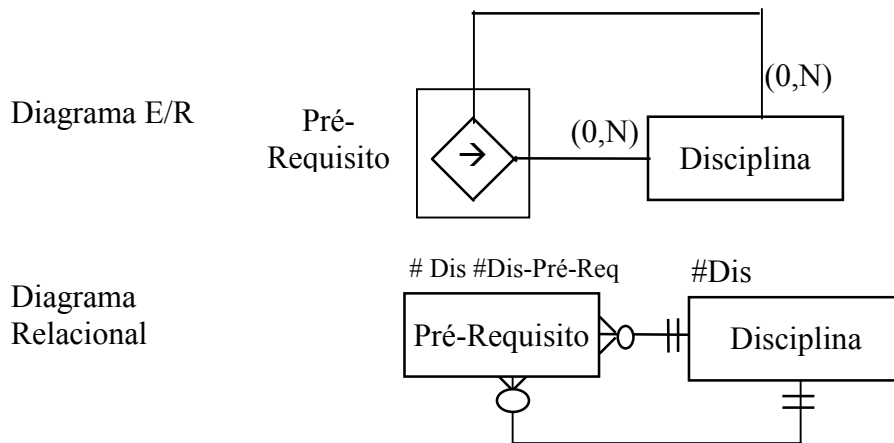 (0,N)
Diagrama E/R
Pré-
Requisito
→
(0,N)
Disciplina
# Dis #Dis-Pré-Req
#Dis
Diagrama
Relacional
Pré-Requisito
Disciplina